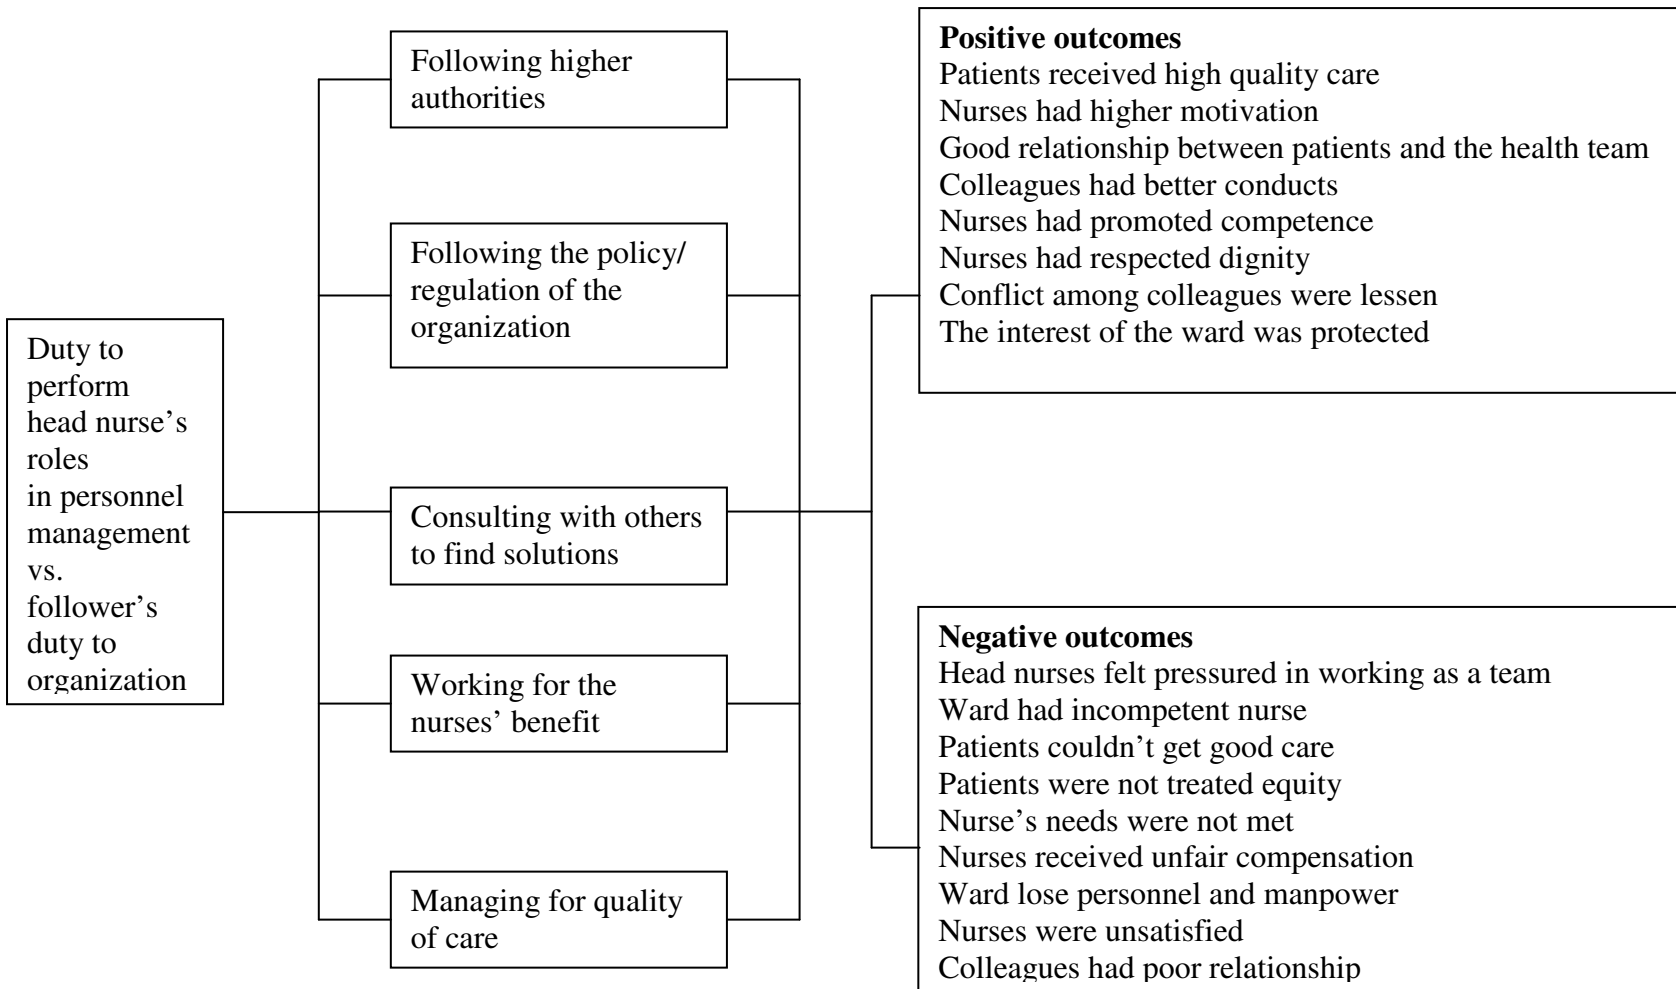 Duty to
perform
head nurse’s
roles
in personnel
management
vs.
follower’s
duty to
organization
Following higher
authorities
Following the policy/
regulation of the
organization
Consulting with others
to find solutions
Working for the
nurses’ benefit
Managing for quality
of care
Positive outcomes
Patients received high quality care
Nurses had higher motivation
Good relationship between patients and the health team
Colleagues had better conducts
Nurses had promoted competence
Nurses had respected dignity
Conflict among colleagues were lessen
The interest of the ward was protected
Negative outcomes
Head nurses felt pressured in working as a team
Ward had incompetent nurse
Patients couldn’t get good care
Patients were not treated equity
Nurse’s needs were not met
Nurses received unfair compensation
Ward lose personnel and manpower
Nurses were unsatisfied
Colleagues had poor relationship